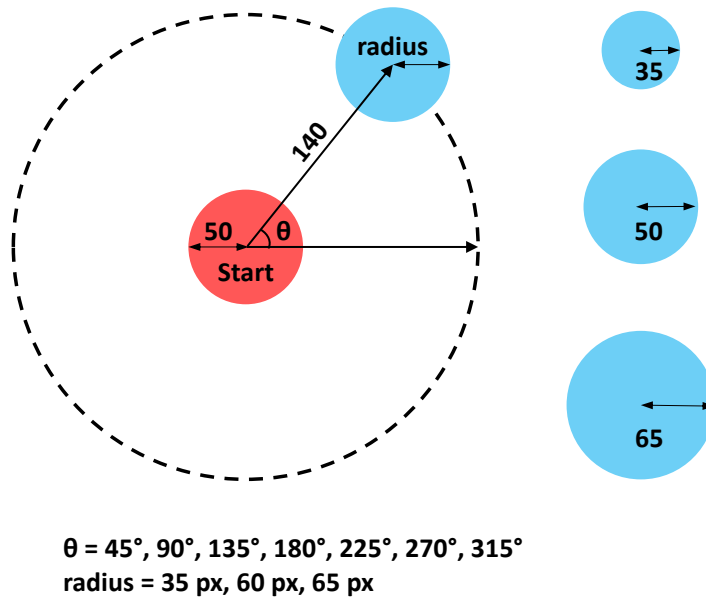 radius
35
140
50
θ
Start
50
65
θ = 45°, 90°, 135°, 180°, 225°, 270°, 315°
radius = 35 px, 60 px, 65 px